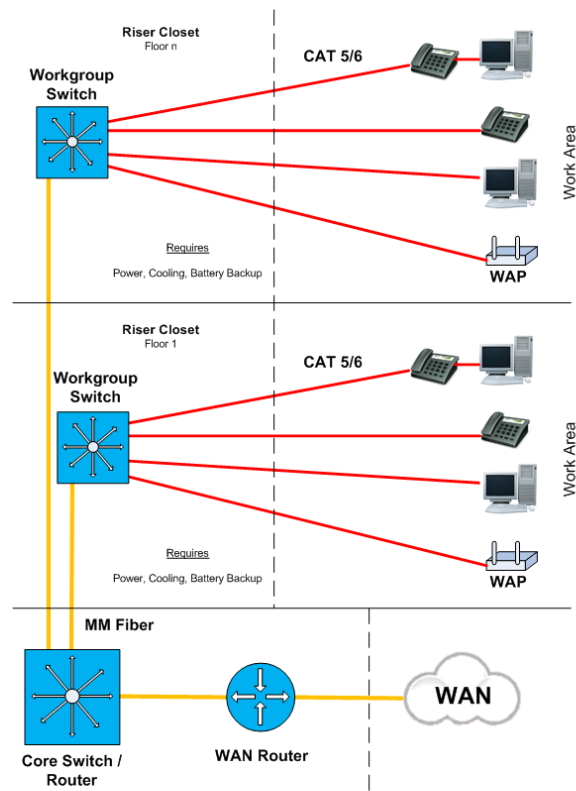 Riser Closet
Floor n
CAT 5/6
Workgroup
Switch
Work Area
Requires
Power, Cooling, Battery Backup
WAP
Riser Closet
Floor 1
CAT 5/6
Workgroup
Switch
Work Area
Requires
Power, Cooling, Battery Backup
WAP
MM Fiber
WAN
WAN Router
Core Switch /
Router